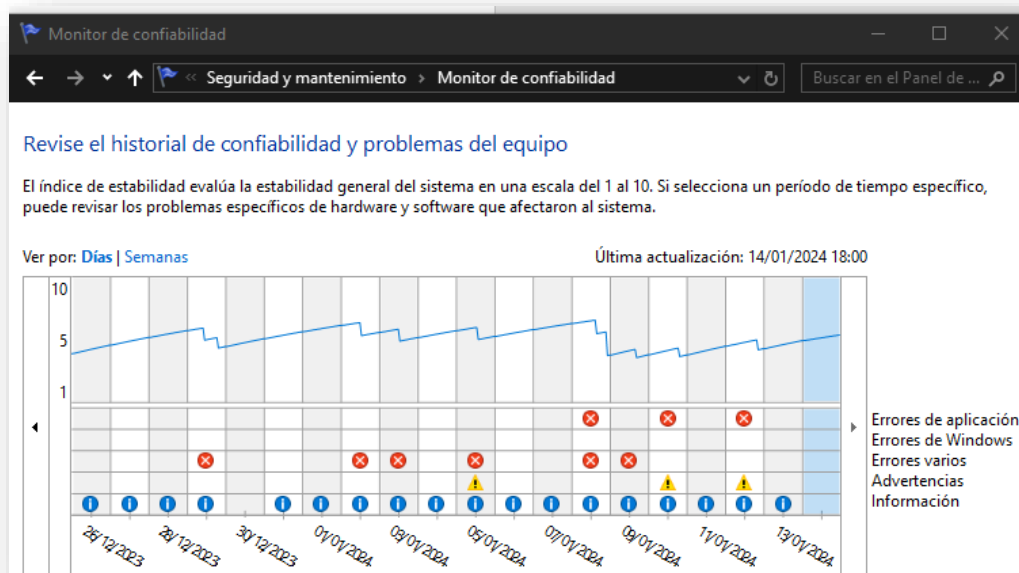 Monitor de confiabilidad
« Seguridad y mantenimiento › Monitor de confiabilidad
Buscar en el Panel de ...
Revise el historial de confiabilidad y problemas del equipo
El índice de estabilidad evalúa la estabilidad general del sistema en una escala del 1 al 10. Si selecciona un período de tiempo específico,
puede revisar los problemas específicos de hardware y software que afectaron al sistema.
Ver por: Días | Semanas
Última actualización: 14/01/2024 18:00
10
5
1
Errores de aplicación
Errores de Windows
Errores varios
Advertencias
Información
26/12/2023 28/12/2023 30/12/2023 01/01/2024 03/01/2024 05/01/2024 07/01/2024 09/01/2024 11/01/2024 13/01/2024